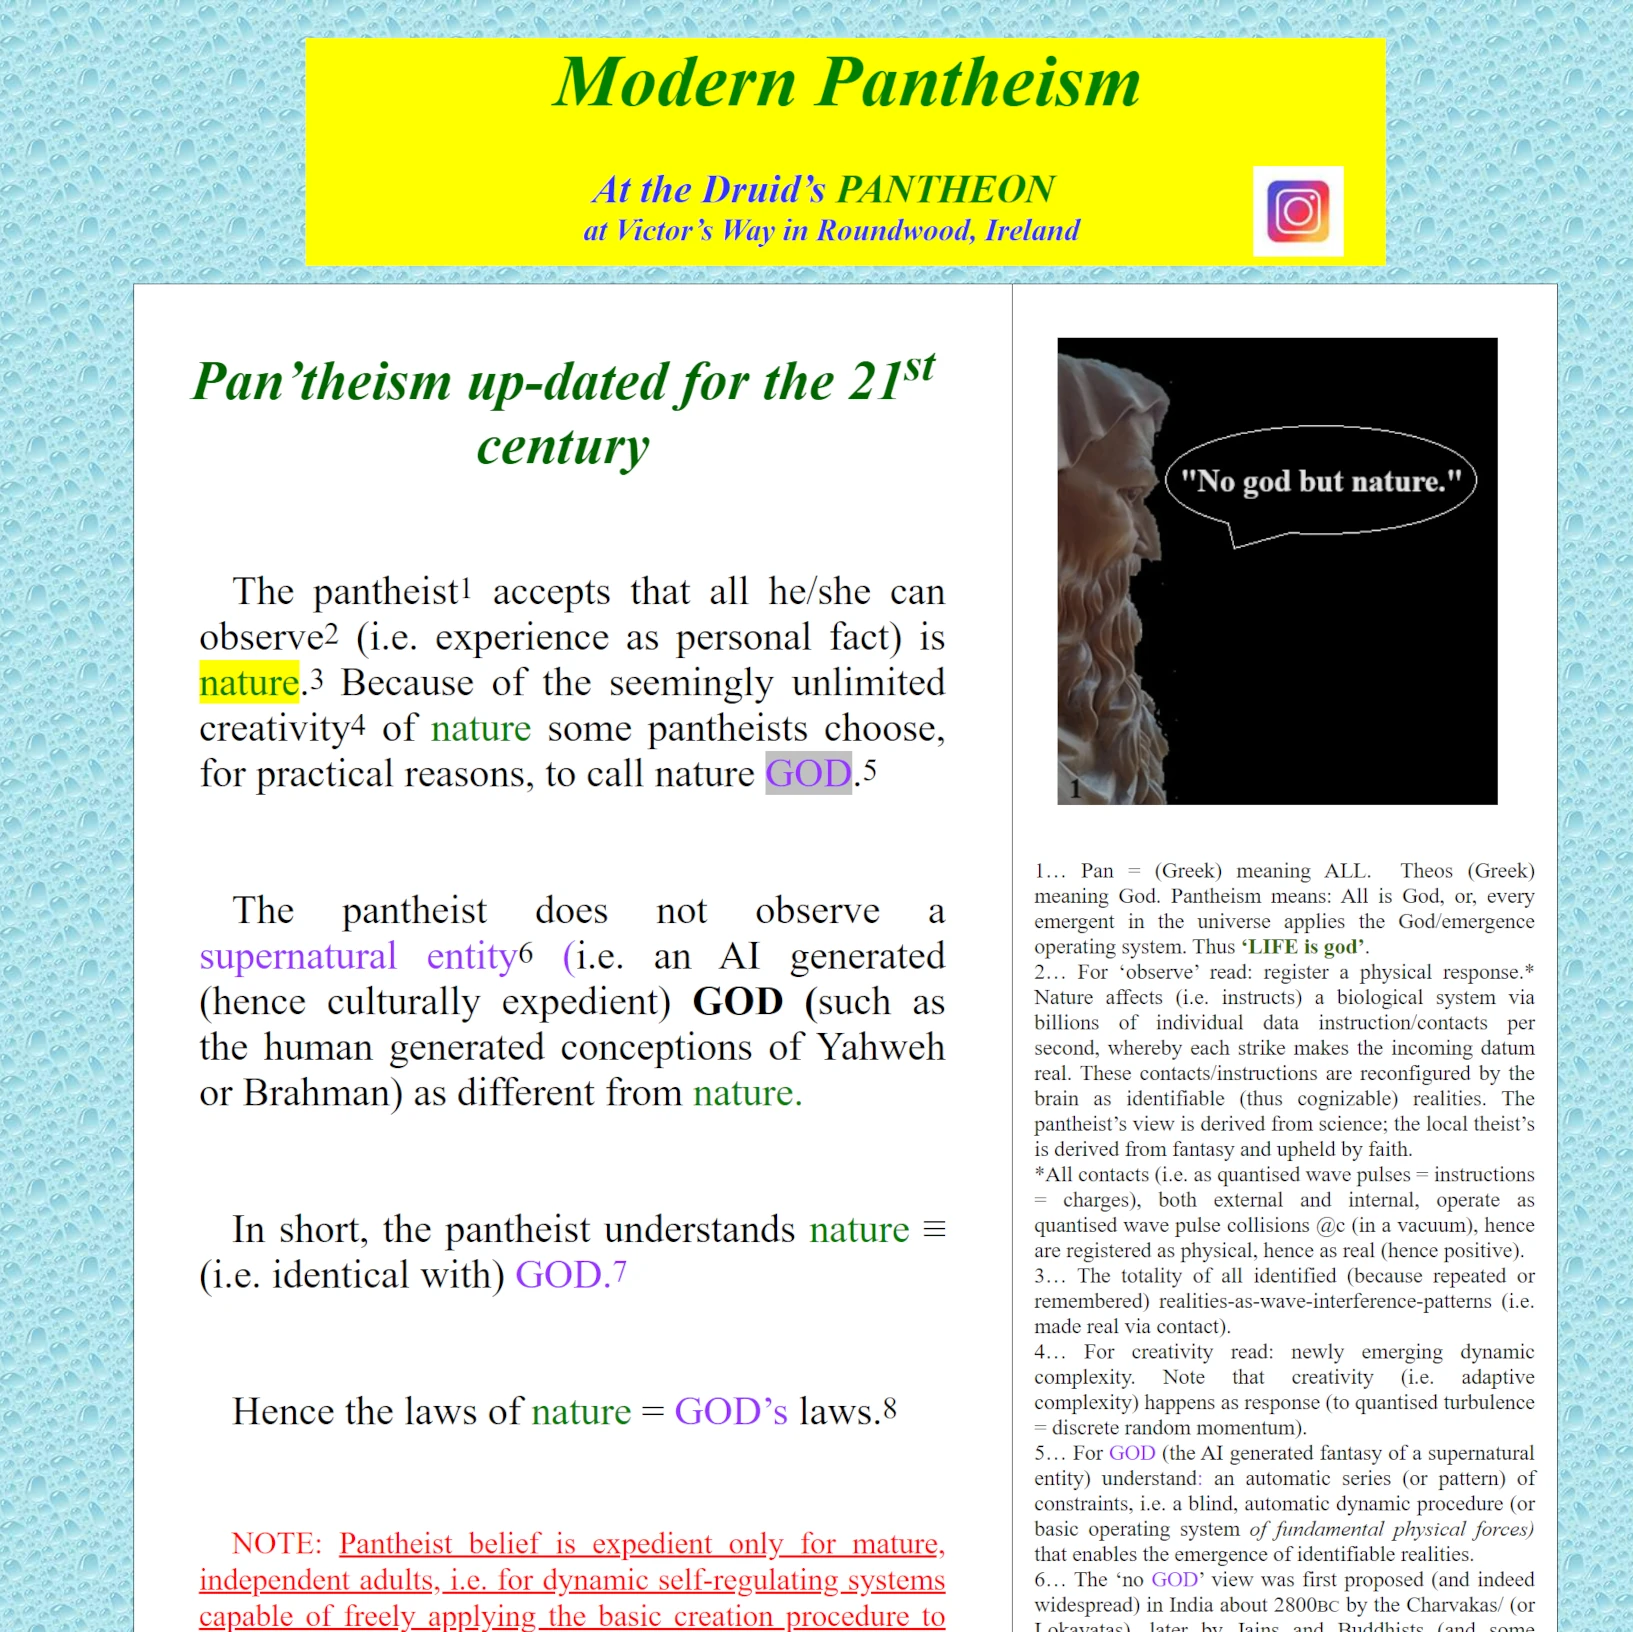 Modern Pantheism
At the Druid’s PANTHEON
at Victor’s Way in Roundwood, Ireland
Pan’theism up-dated for the 21st
century
The pantheist1 accepts that all he/she can
observe2 (i.e. experience as personal fact) is
nature.3 Because of the seemingly unlimited
creativity4 of nature some pantheists choose,
for practical reasons, to call nature GOD.5
The pantheist does not observe a
supernatural entity6 (i.e. an AI generated
(hence culturally expedient) GOD (such as
the human generated conceptions of Yahweh
or Brahman) as different from nature.
In short, the pantheist understands nature ≡
(i.e. identical with) GOD.7
Hence the laws of nature = GOD’s laws.8
NOTE: Pantheist belief is expedient only for mature,
independent adults, i.e. for dynamic self-regulating systems
capable of freely applying the basic creation procedure to
"No god but nature."
1
1… Pan = (Greek) meaning ALL. Theos (Greek)
meaning God. Pantheism means: All is God, or, every
emergent in the universe applies the God/emergence
operating system. Thus ‘LIFE is god’.
2… For ‘observe’ read: register a physical response.*
Nature affects (i.e. instructs) a biological system via
billions of individual data instruction/contacts per
second, whereby each strike makes the incoming datum
real. These contacts/instructions are reconfigured by the
brain as identifiable (thus cognizable) realities. The
pantheist’s view is derived from science; the local theist’s
is derived from fantasy and upheld by faith.
*All contacts (i.e. as quantised wave pulses = instructions
= charges), both external and internal, operate as
quantised wave pulse collisions @c (in a vacuum), hence
are registered as physical, hence as real (hence positive).
3… The totality of all identified (because repeated or
remembered) realities-as-wave-interference-patterns (i.e.
made real via contact).
4… For creativity read: newly emerging dynamic
complexity. Note that creativity (i.e. adaptive
complexity) happens as response (to quantised turbulence
= discrete random momentum).
5… For GOD (the AI generated fantasy of a supernatural
entity) understand: an automatic series (or pattern) of
constraints, i.e. a blind, automatic dynamic procedure (or
basic operating system of fundamental physical forces)
that enables the emergence of identifiable realities.
6… The ‘no GOD’ view was first proposed (and indeed
widespread) in India about 2800BC by the Charvakas/ (or
Lokayatas), later by Jains and Buddhists (and some